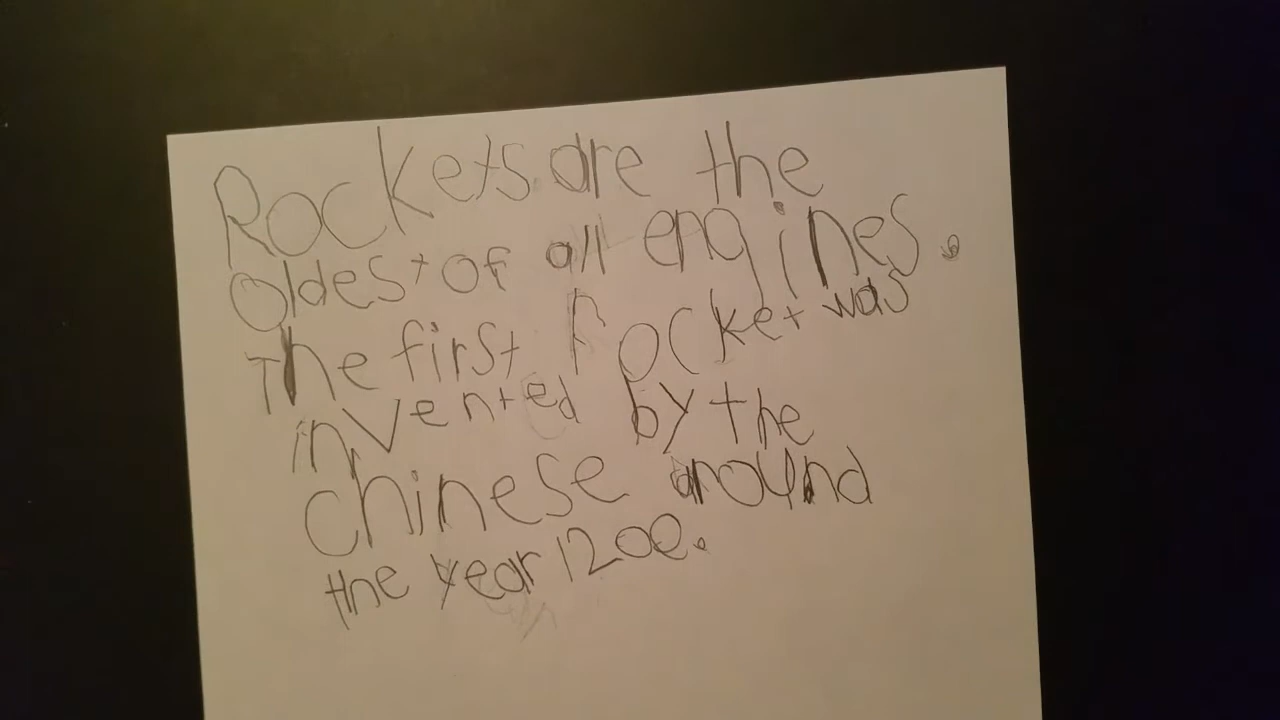 Rockets are the
oldest of all engines.
The first Rocket was
invented by the
chinese around
the year 1200.